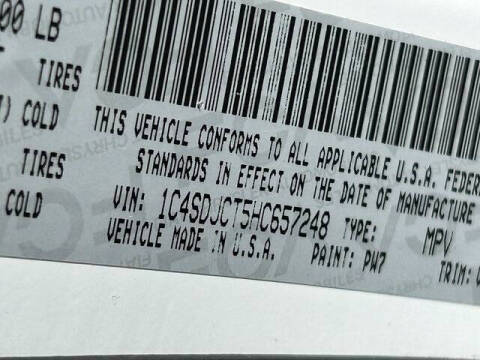 00 LB
TIRES
) COLD
TIRES
COLD
THIS VEHICLE CONFORMS TO ALL APPLICABLE U.S.A. FEDER
STANDARDS IN EFFECT ON THE DATE OF MANUFACTURE
VIN: 1C4SDJCT5HC657248 TYPE: MPV
VEHICLE MADE IN U.S.A. PAINT: PW7 TRIM: